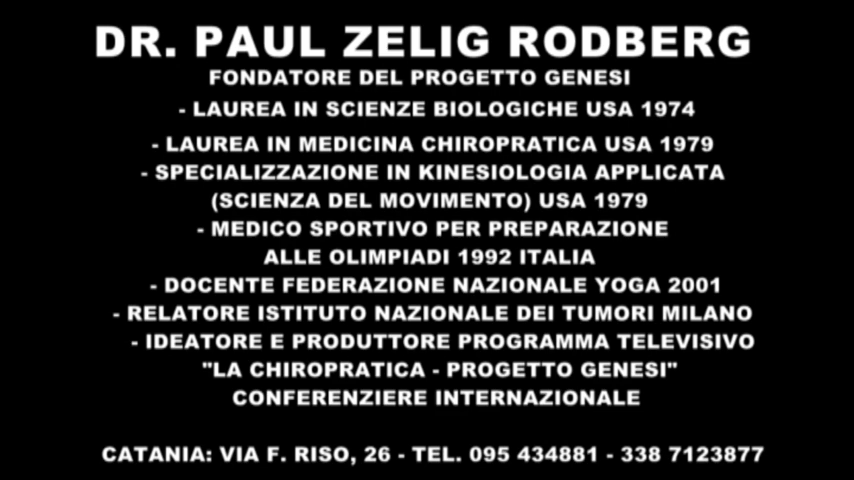 DR. PAUL ZELIG RODBERG
FONDATORE DEL PROGETTO GENESI
- LAUREA IN SCIENZE BIOLOGICHE USA 1974
- LAUREA IN MEDICINA CHIROPRATICA USA 1979
- SPECIALIZZAZIONE IN KINESIOLOGIA APPLICATA
(SCIENZA DEL MOVIMENTO) USA 1979
- MEDICO SPORTIVO PER PREPARAZIONE
ALLE OLIMPIADI 1992 ITALIA
- DOCENTE FEDERAZIONE NAZIONALE YOGA 2001
- RELATORE ISTITUTO NAZIONALE DEI TUMORI MILANO
- IDEATORE E PRODUTTORE PROGRAMMA TELEVISIVO
"LA CHIROPRATICA - PROGETTO GENESI"
CONFERENZIERE INTERNAZIONALE
CATANIA: VIA F. RISO, 26 - TEL. 095 434881 - 338 7123877